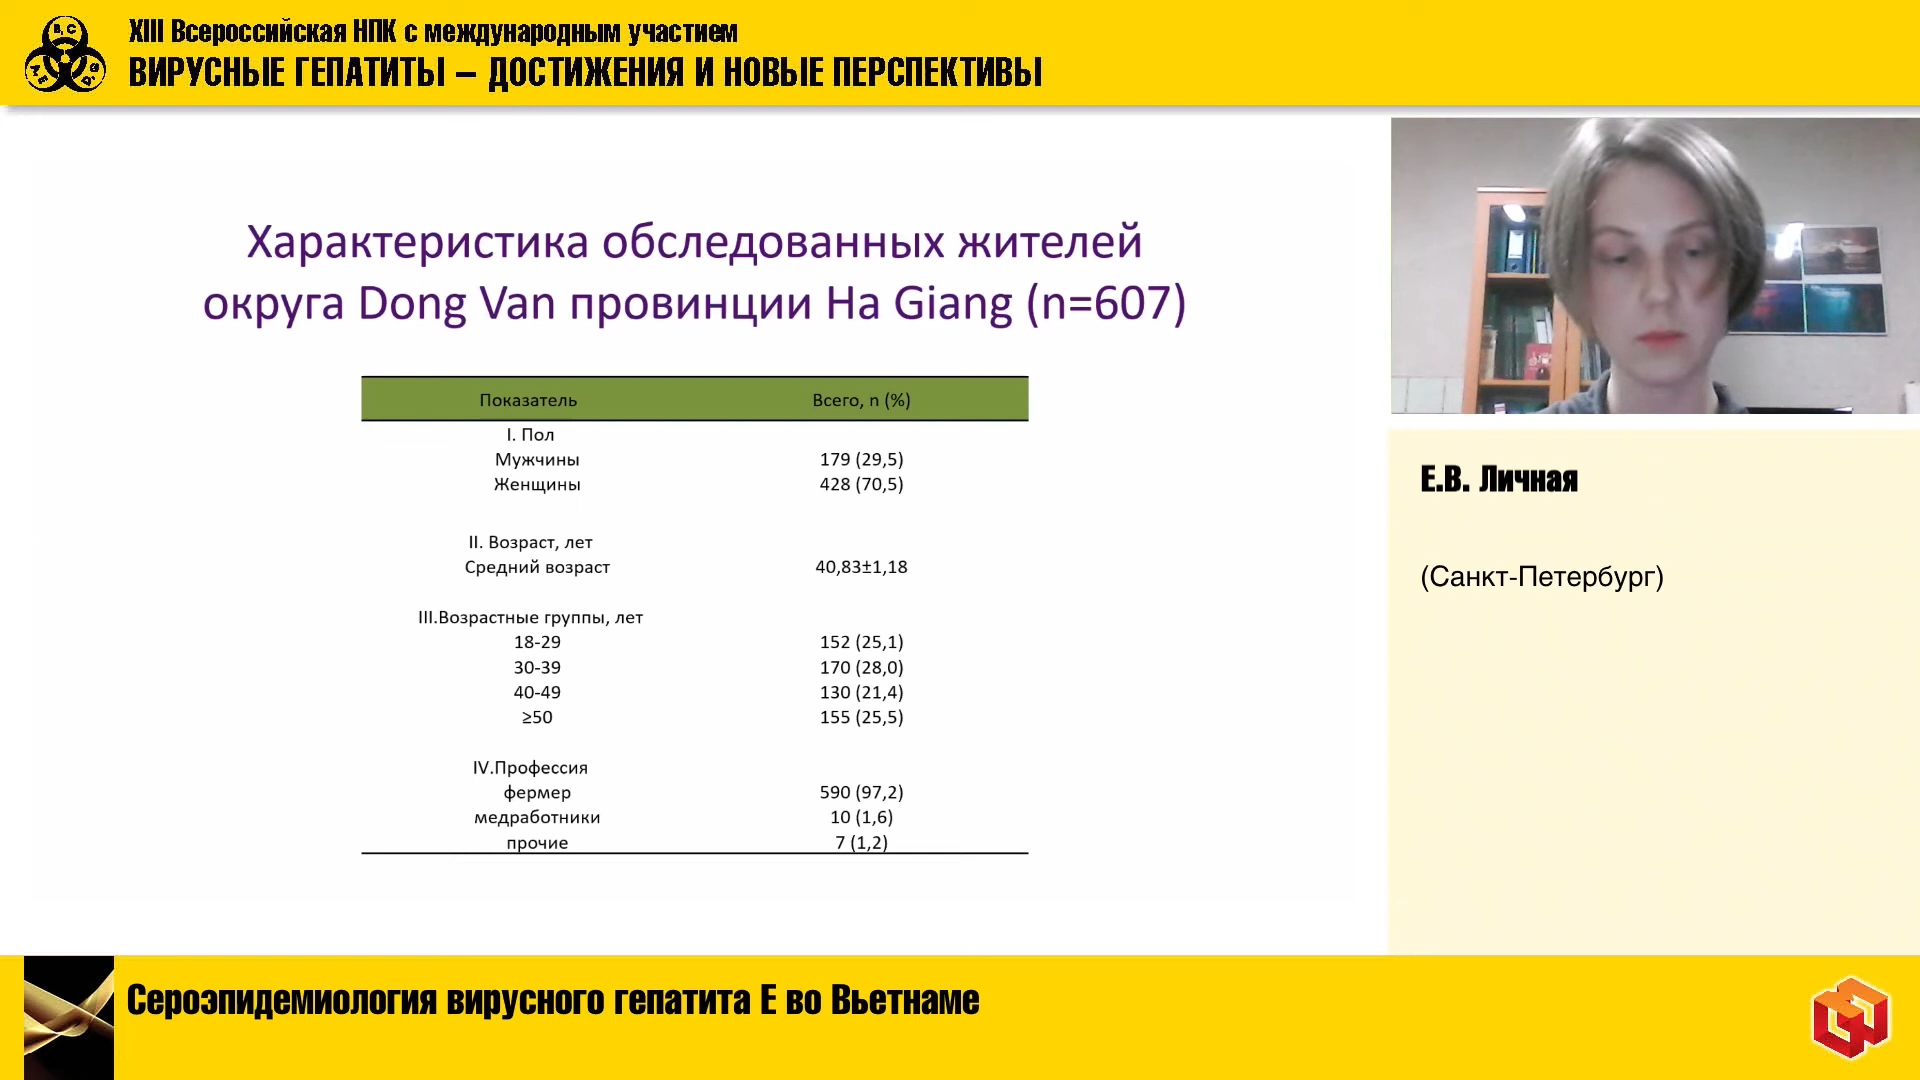 XIII Всероссийская НПК с международным участием
ВИРУСНЫЕ ГЕПАТИТЫ – ДОСТИЖЕНИЯ И НОВЫЕ ПЕРСПЕКТИВЫ
B, C
Характеристика обследованных жителей
округа Dong Van провинции Ha Giang (n=607)
Показатель Всего, n (%)
I. Пол
Мужчины 179 (29,5)
Женщины 428 (70,5)
II. Возраст, лет
Средний возраст 40,83±1,18
III.Возрастные группы, лет
18-29 152 (25,1)
30-39 170 (28,0)
40-49 130 (21,4)
≥50 155 (25,5)
IV.Профессия
фермер 590 (97,2)
медработники 10 (1,6)
прочие 7 (1,2)
Е.В. Личная
(Санкт-Петербург)
Сероэпидемиология вирусного гепатита Е во Вьетнаме